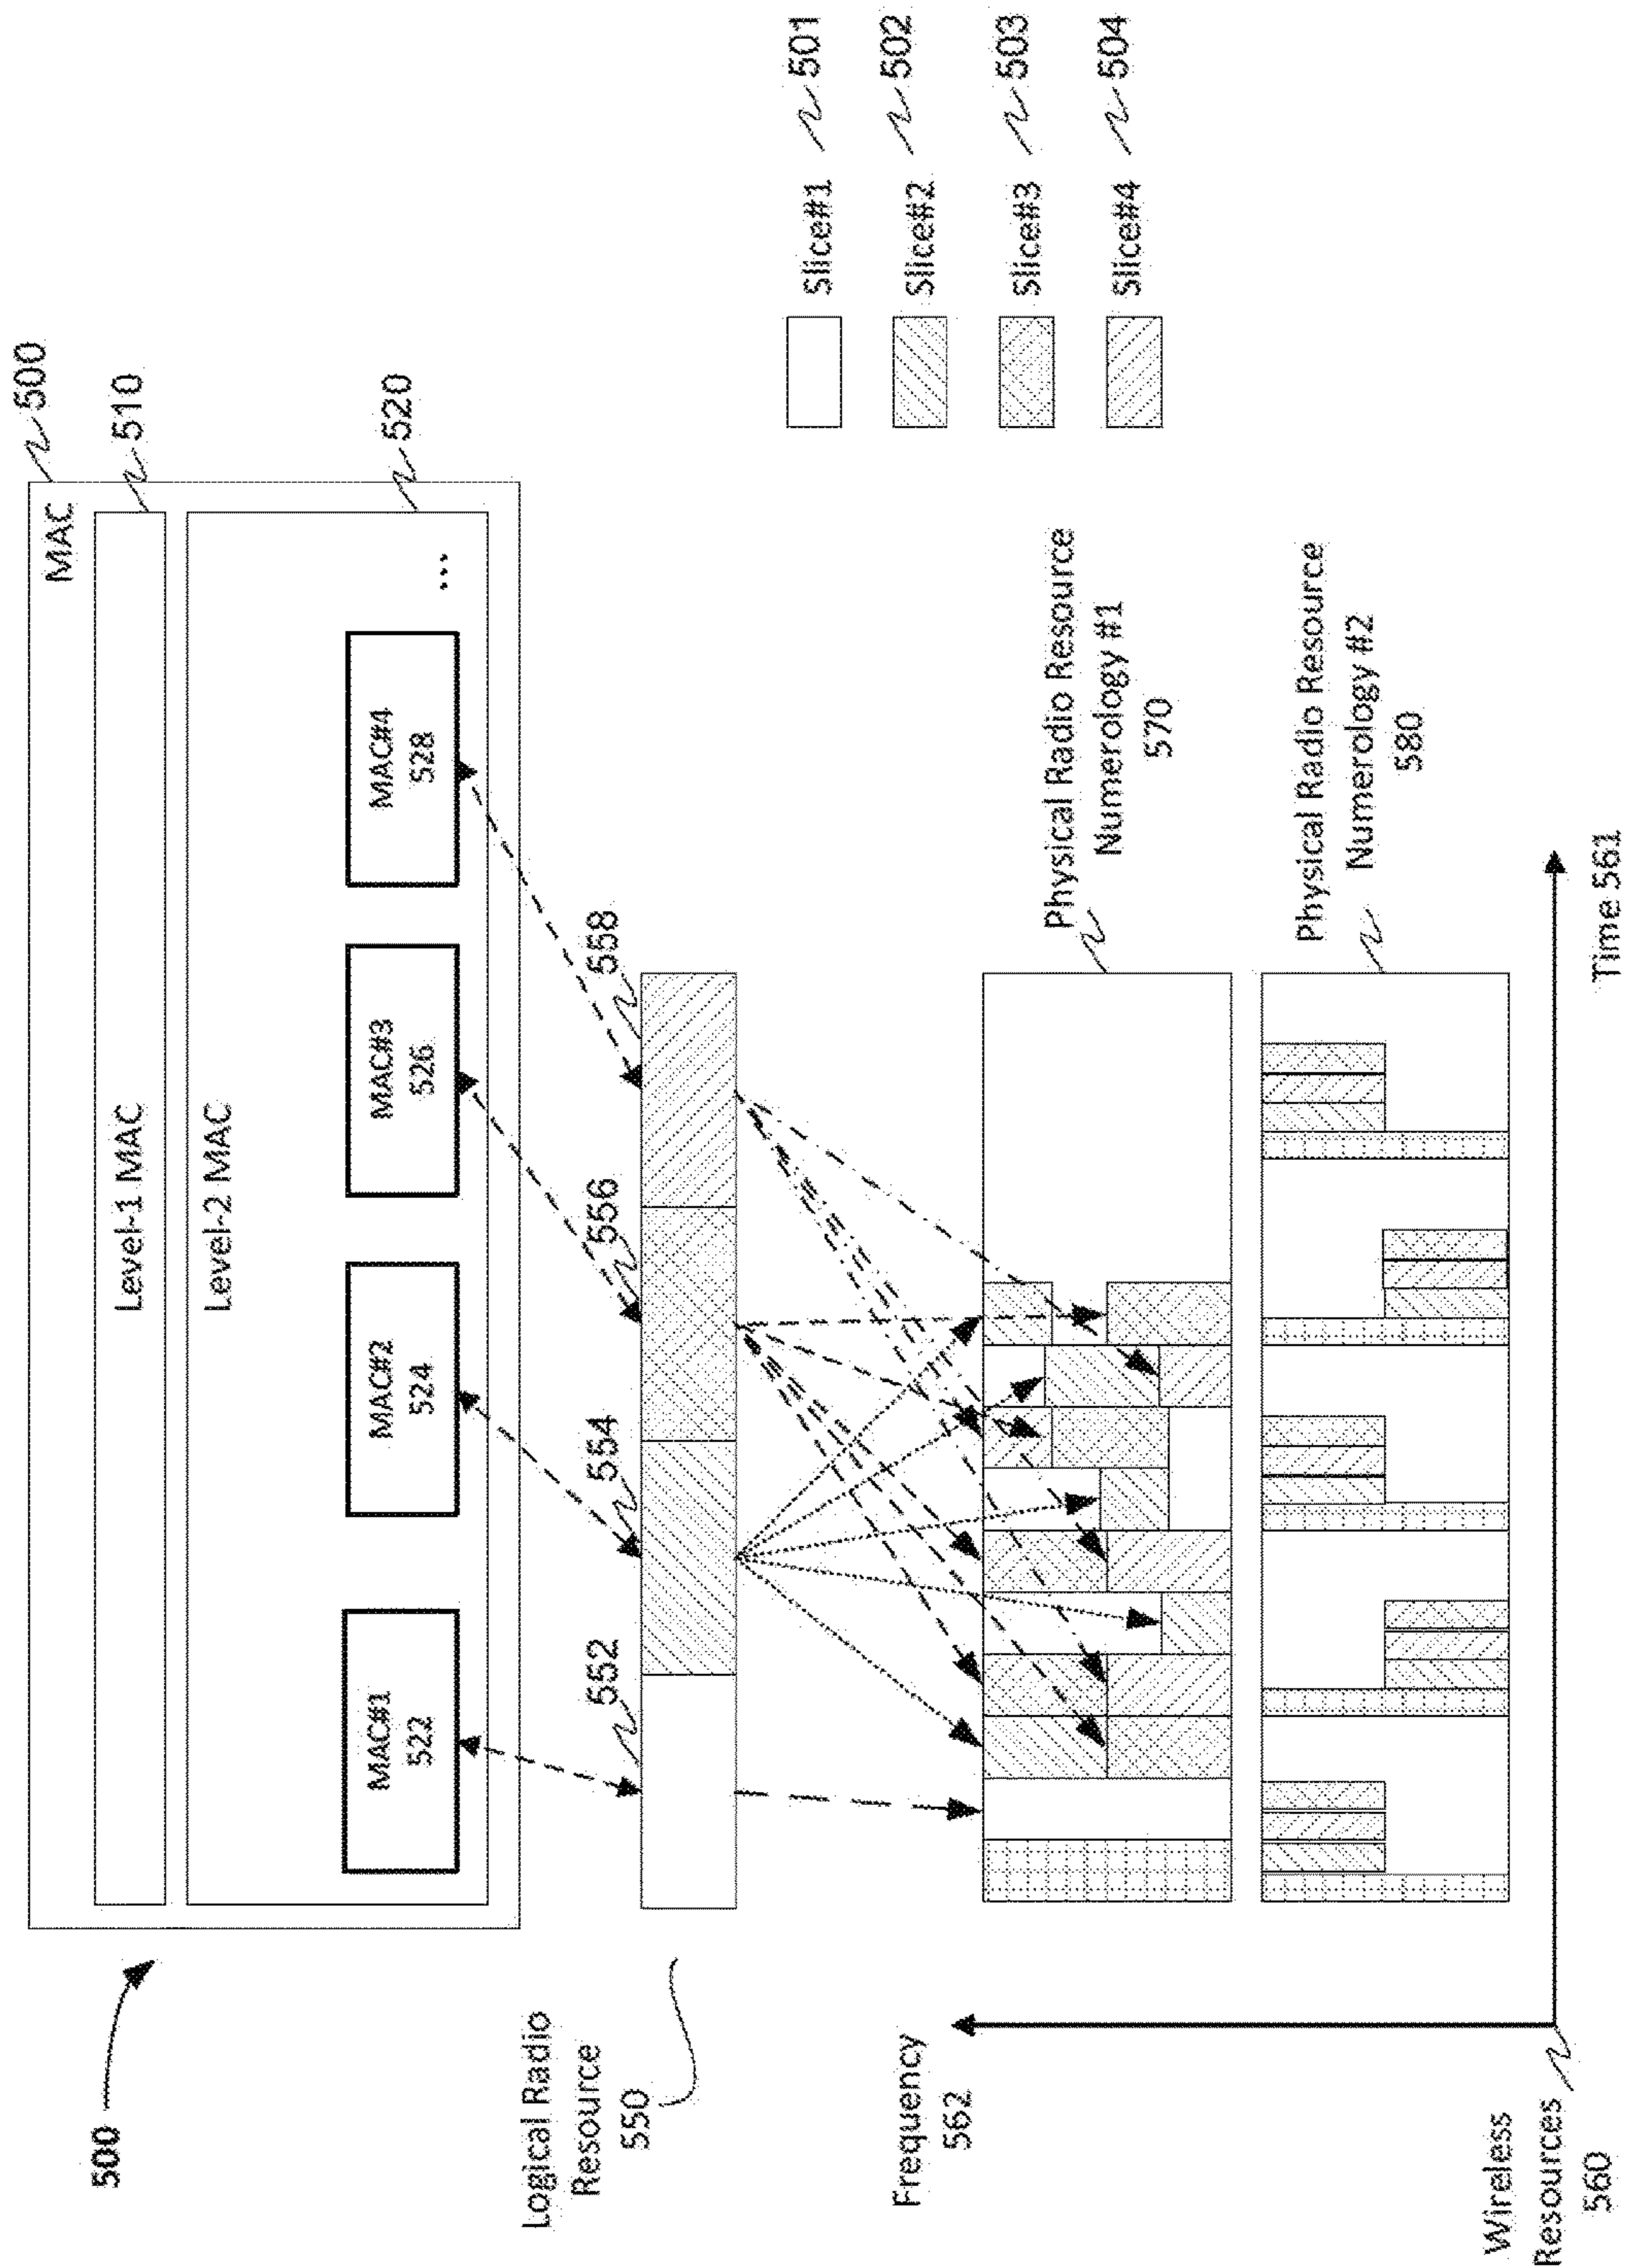 500
MAC
500
Level-1 MAC
510
Level-2 MAC
520
MAC#1
522
MAC#2
524
MAC#3
526
MAC#4
528
...
Logical Radio
Resource
550
552
554
556
558
Slice#1
501
Slice#2
502
Slice#3
503
Slice#4
504
Frequency
562
Physical Radio Resource
Numerology #1
570
Physical Radio Resource
Numerology #2
580
Time 561
Wireless
Resources
560